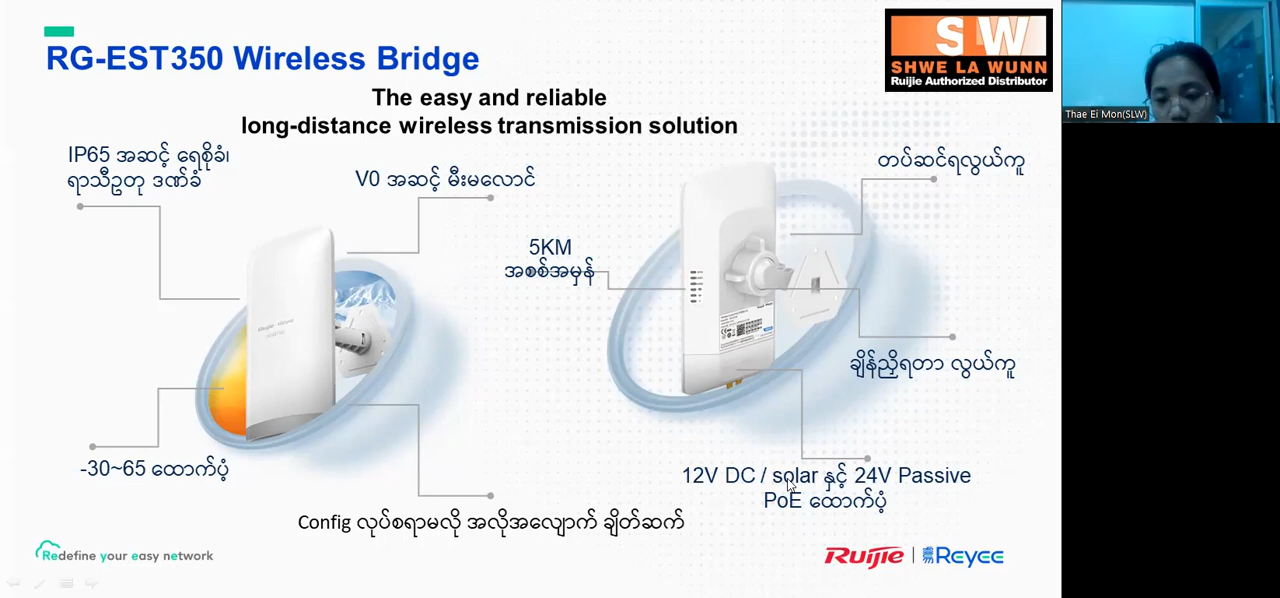 RG-EST350 Wireless Bridge
SLW
SHWE LA WUNN
Ruijie Authorized Distributor
Thae Ei Mon(SLW)
The easy and reliable
long-distance wireless transmission solution
IP65 အဆင့် ရေစိုခံ၊
ရာသီဥတု ဒဏ်ခံ
V0 အဆင့် မီးမလောင်
တပ်ဆင်ရလွယ်ကူ
5KM
အစစ်အမှန်
ချိန်ညှိရတာ လွယ်ကူ
-30~65 ထောက်ပံ့
12V DC / solar နှင့် 24V Passive
PoE ထောက်ပံ့
Config လုပ်စရာမလို အလိုအလျောက် ချိတ်ဆက်
Redefine your easy network
Ruijie | Reyee